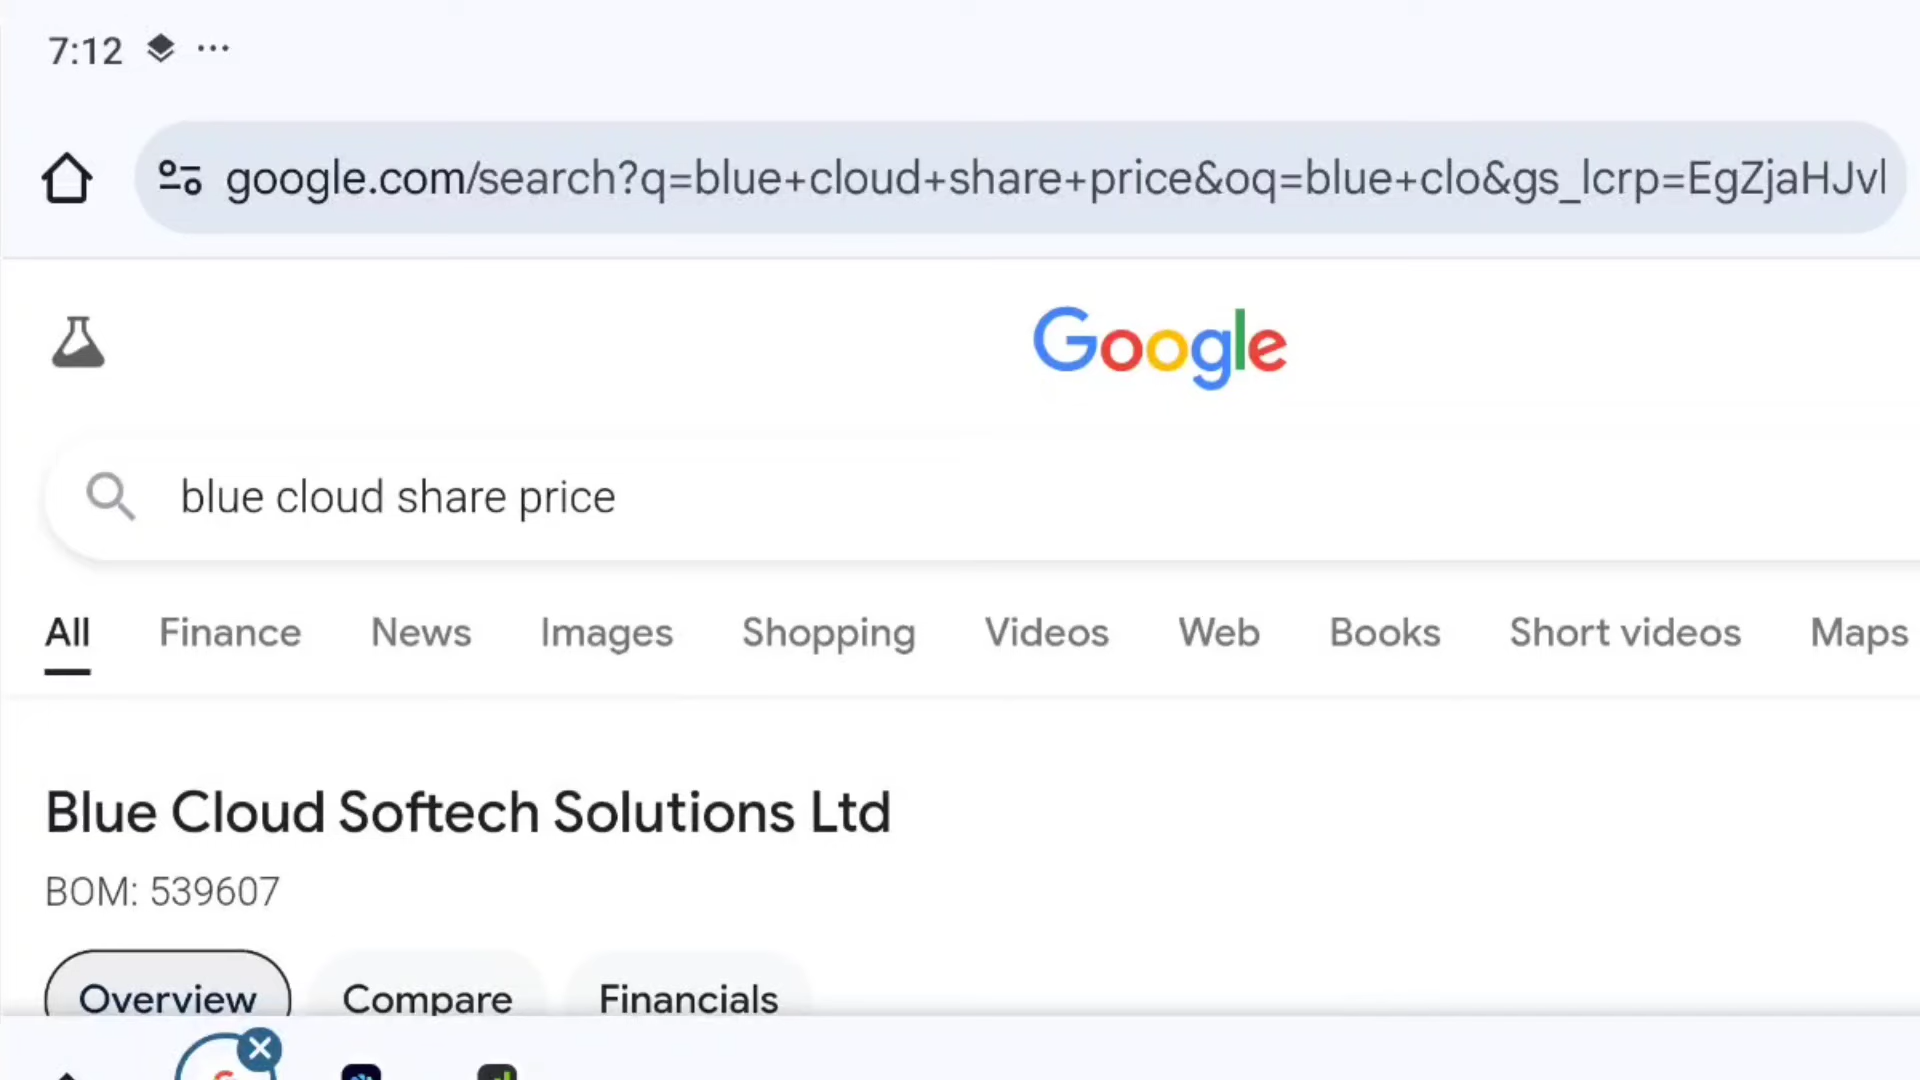 7:12 ...
google.com/search?q=blue+cloud+share+price&oq=blue+clo&gs_lcrp=EgZjaHJvl
Google
blue cloud share price
All Finance News Images Shopping Videos Web Books Short videos Maps
Blue Cloud Softech Solutions Ltd
BOM: 539607
Overview Compare Financials